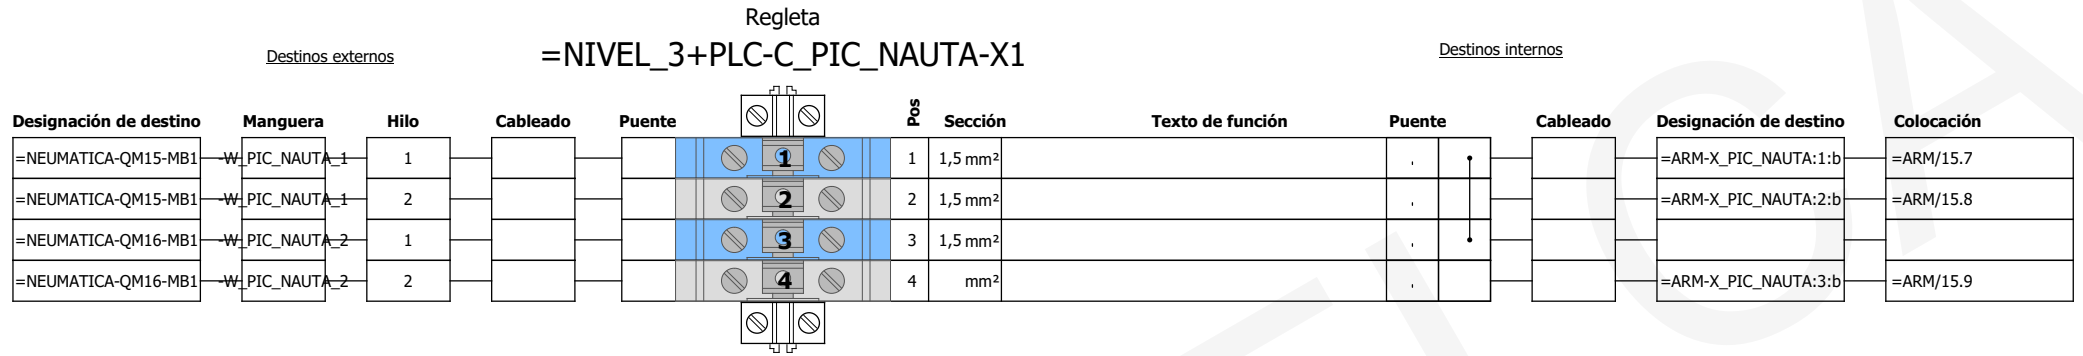 Regleta
=NIVEL_3+PLC-C_PIC_NAUTA-X1
Destinos externos
Destinos internos
Designación de destino Manguera Hilo Cableado Puente Pos Sección Texto de función Puente Cableado Designación de destino Colocación
=NEUMATICA-QM15-MB1 -W_PIC_NAUTA_1 1 1 1 1,5 mm² =ARM-X_PIC_NAUTA:1:b =ARM/15.7
=NEUMATICA-QM15-MB1 -W_PIC_NAUTA_1 2 2 2 1,5 mm² =ARM-X_PIC_NAUTA:2:b =ARM/15.8
=NEUMATICA-QM16-MB1 -W_PIC_NAUTA_2 1 3 3 1,5 mm²
=NEUMATICA-QM16-MB1 -W_PIC_NAUTA_2 2 4 4 mm² =ARM-X_PIC_NAUTA:3:b =ARM/15.9